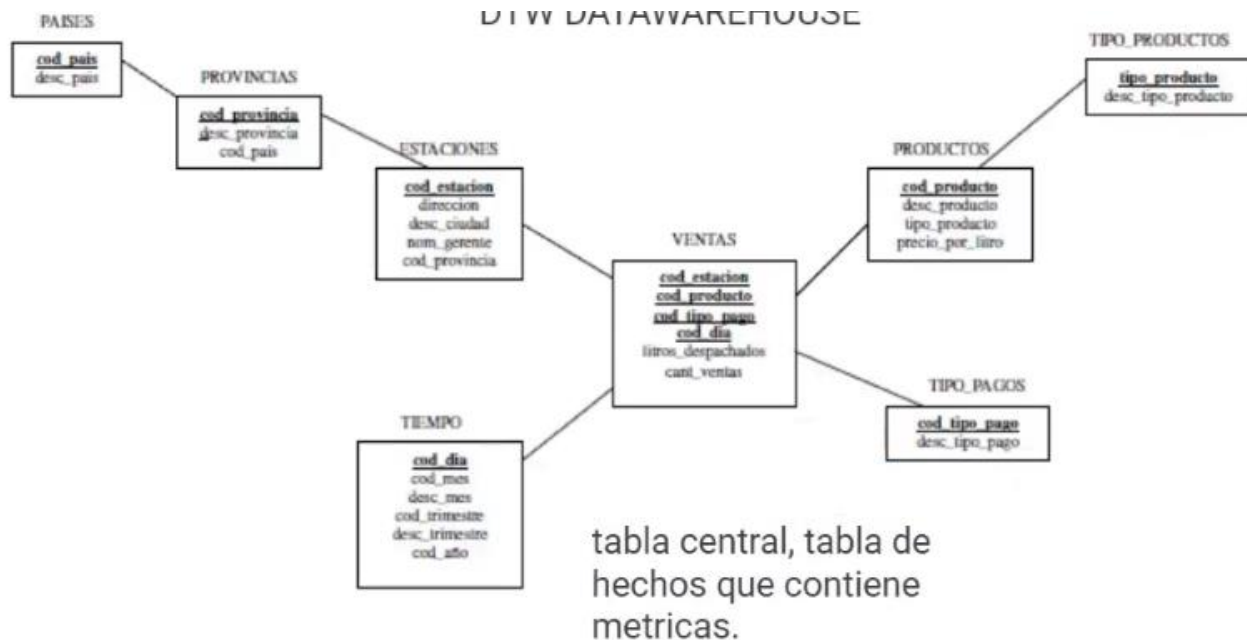 DTW DATAWAREHOUSE
PAISES
cod_pais
desc_pais
PROVINCIAS
cod_provincia
desc_provincia
cod_pais
ESTACIONES
cod_estacion
direccion
desc_ciudad
nom_gerente
cod_provincia
TIPO_PRODUCTOS
tipo_producto
desc_tipo_producto
PRODUCTOS
cod_producto
desc_producto
tipo_producto
precio_por_litro
VENTAS
cod_estacion
cod_producto
cod_tipo_pago
cod_dia
litros_despachados
cant_ventas
TIPO_PAGOS
cod_tipo_pago
desc_tipo_pago
TIEMPO
cod_dia
cod_mes
desc_mes
cod_trimestre
desc_trimestre
cod_año
tabla central, tabla de
hechos que contiene
metricas.